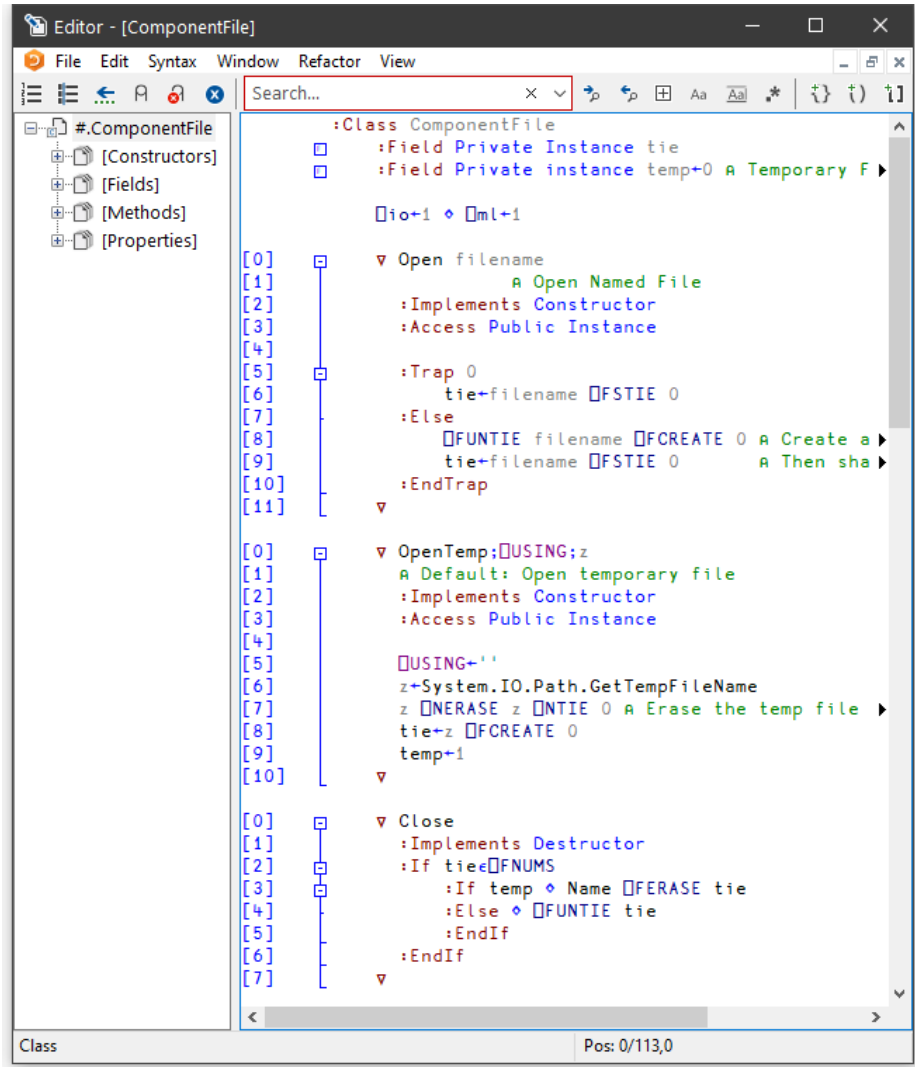 Editor - [ComponentFile]
File Edit Syntax Window Refactor View
Search...
Aa Aa .* {} () []
#.ComponentFile
[Constructors]
[Fields]
[Methods]
[Properties]
:Class ComponentFile
:Field Private Instance tie
:Field Private instance temp←0 ⍝ Temporary F
⎕io←1 ⋄ ⎕ml←1
[0] ∇ Open filename
[1] ⍝ Open Named File
[2] :Implements Constructor
[3] :Access Public Instance
[4]
[5] :Trap 0
[6] tie←filename ⎕FSTIE 0
[7] :Else
[8] ⎕FUNTIE filename ⎕FCREATE 0 ⍝ Create a
[9] tie←filename ⎕FSTIE 0 ⍝ Then sha
[10] :EndTrap
[11] ∇
[0] ∇ OpenTemp;⎕USING;z
[1] ⍝ Default: Open temporary file
[2] :Implements Constructor
[3] :Access Public Instance
[4]
[5] ⎕USING←''
[6] z←System.IO.Path.GetTempFileName
[7] z ⎕NERASE z ⎕NTIE 0 ⍝ Erase the temp file
[8] tie←z ⎕FCREATE 0
[9] temp←1
[10] ∇
[0] ∇ Close
[1] :Implements Destructor
[2] :If tie∊⎕FNUMS
[3] :If temp ⋄ Name ⎕FERASE tie
[4] :Else ⋄ ⎕FUNTIE tie
[5] :EndIf
[6] :EndIf
[7] ∇
Class Pos: 0/113,0